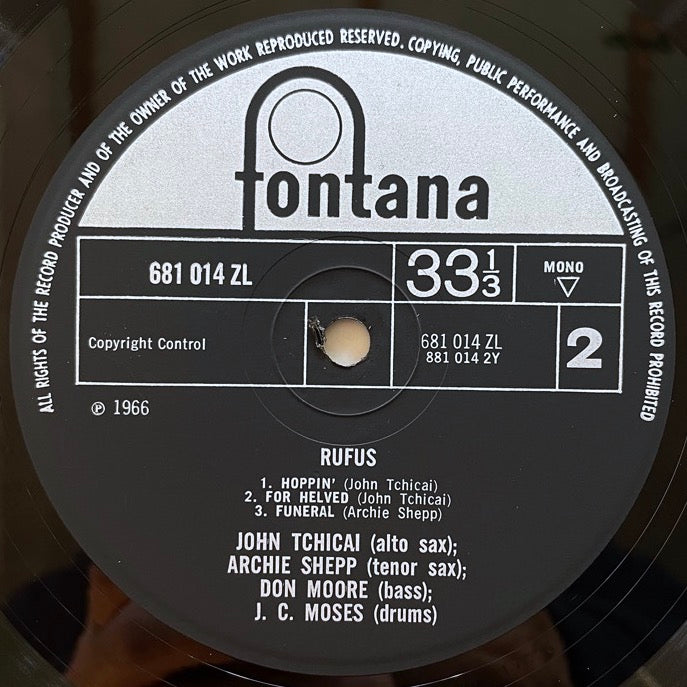 ALL RIGHTS OF THE RECORD PRODUCER AND OF THE OWNER OF THE WORK REPRODUCED RESERVED. COPYING, PUBLIC PERFORMANCE AND BROADCASTING OF THIS RECORD PROHIBITED
fontana
681 014 ZL
33 1/3
MONO
Copyright Control
681 014 ZL
881 014 2Y
2
℗ 1966
RUFUS
1. HOPPIN' (John Tchicai)
2. FOR HELVED (John Tchicai)
3. FUNERAL (Archie Shepp)
JOHN TCHICAI (alto sax);
ARCHIE SHEPP (tenor sax);
DON MOORE (bass);
J. C. MOSES (drums)